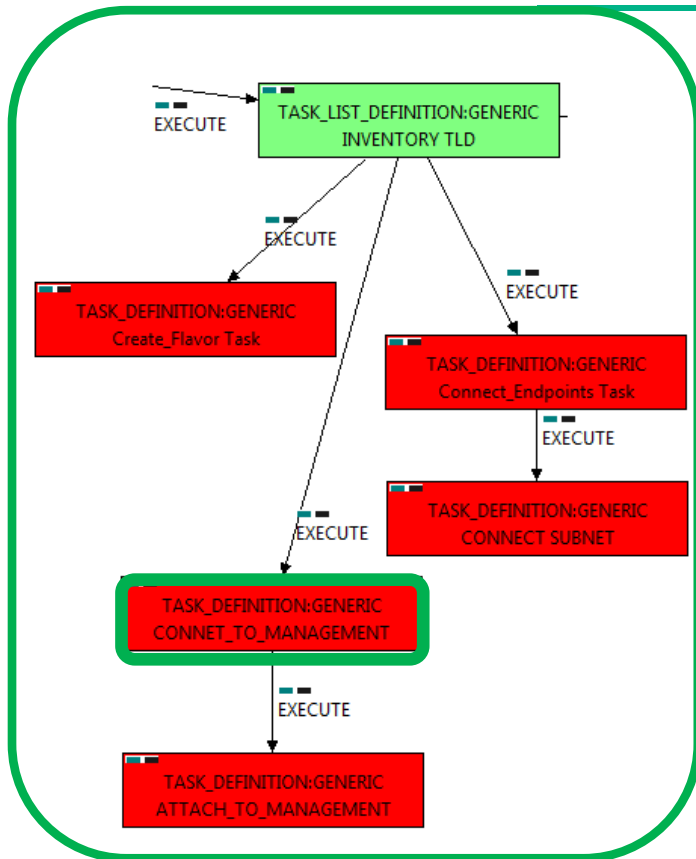 EXECUTE
TASK_LIST_DEFINITION:GENERIC
INVENTORY TLD
EXECUTE
TASK_DEFINITION:GENERIC
Create_Flavor Task
EXECUTE
TASK_DEFINITION:GENERIC
Connect_Endpoints Task
EXECUTE
TASK_DEFINITION:GENERIC
CONNECT SUBNET
EXECUTE
TASK_DEFINITION:GENERIC
CONNET_TO_MANAGEMENT
EXECUTE
TASK_DEFINITION:GENERIC
ATTACH_TO_MANAGEMENT